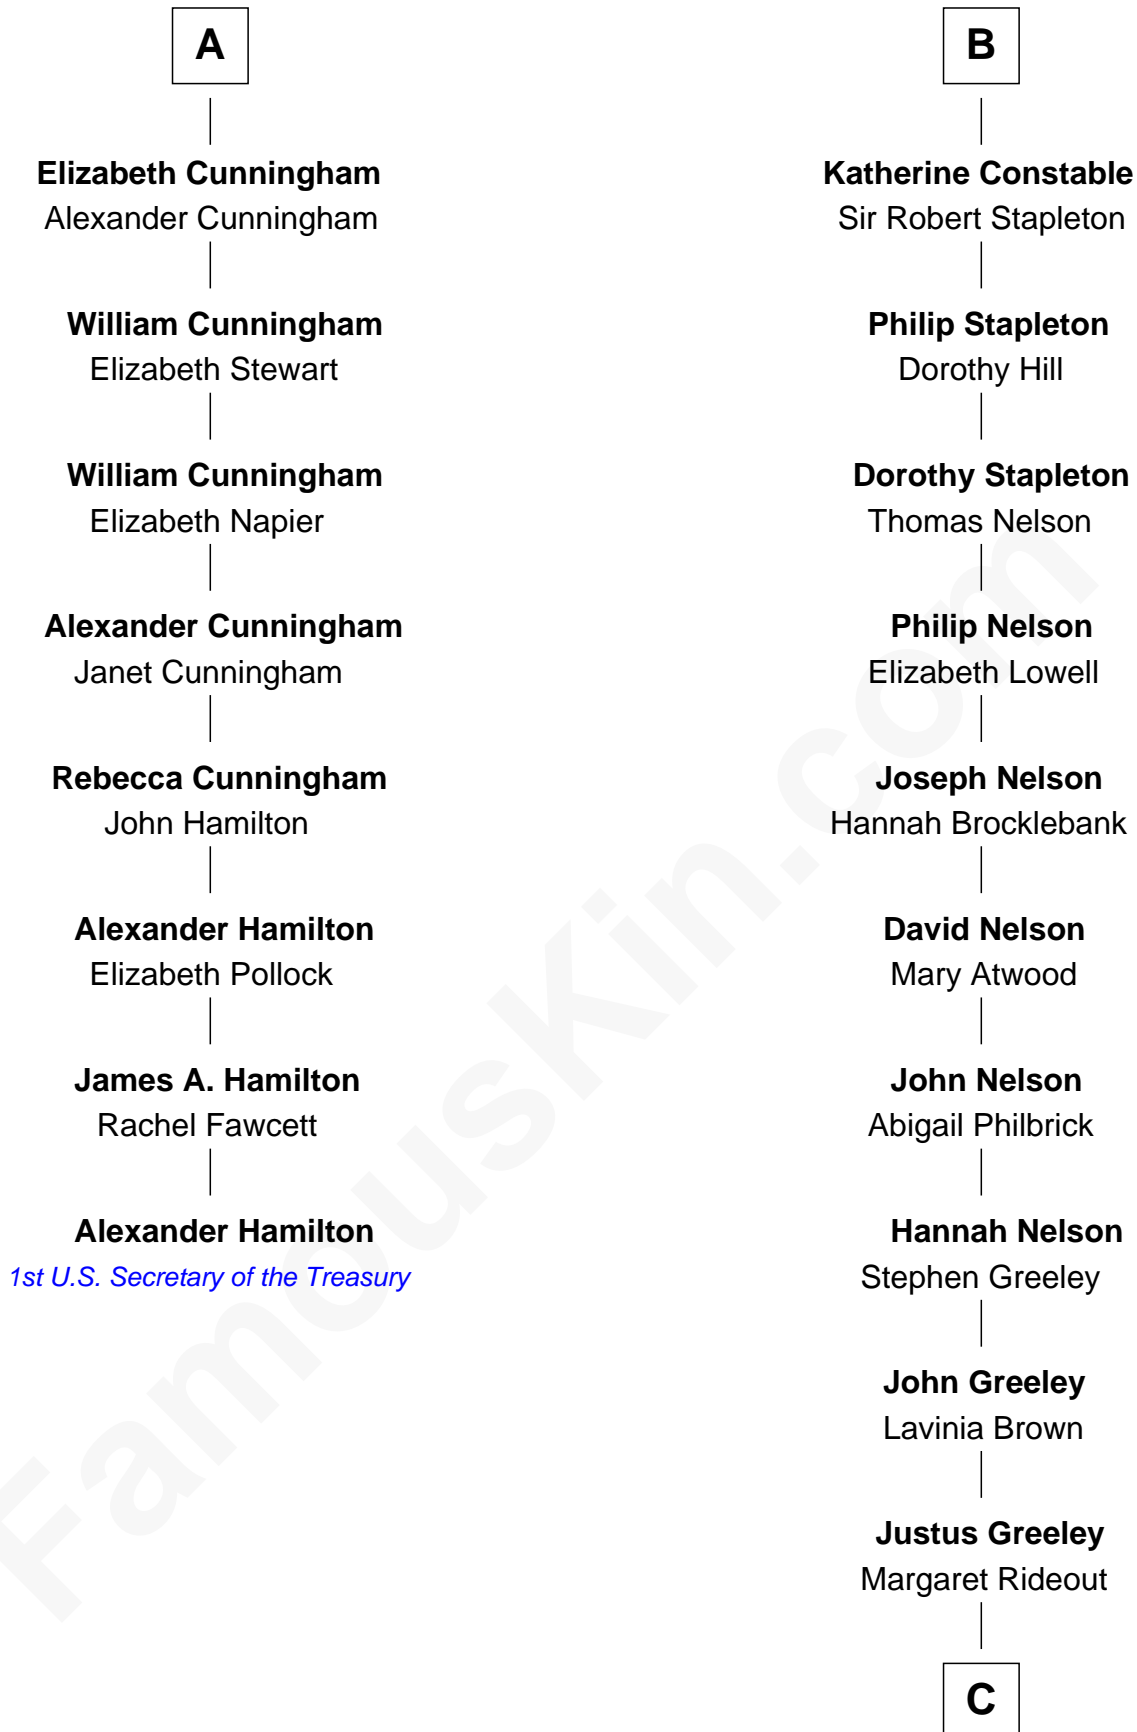 A
Elizabeth Cunningham
Alexander Cunningham
William Cunningham
Elizabeth Stewart
William Cunningham
Elizabeth Napier
Alexander Cunningham
Janet Cunningham
Rebecca Cunningham
John Hamilton
Alexander Hamilton
Elizabeth Pollock
James A. Hamilton
Rachel Fawcett
Alexander Hamilton
1st U.S. Secretary of the Treasury
B
Katherine Constable
Sir Robert Stapleton
Philip Stapleton
Dorothy Hill
Dorothy Stapleton
Thomas Nelson
Philip Nelson
Elizabeth Lowell
Joseph Nelson
Hannah Brocklebank
David Nelson
Mary Atwood
John Nelson
Abigail Philbrick
Hannah Nelson
Stephen Greeley
John Greeley
Lavinia Brown
Justus Greeley
Margaret Rideout
C
FamousKin.com